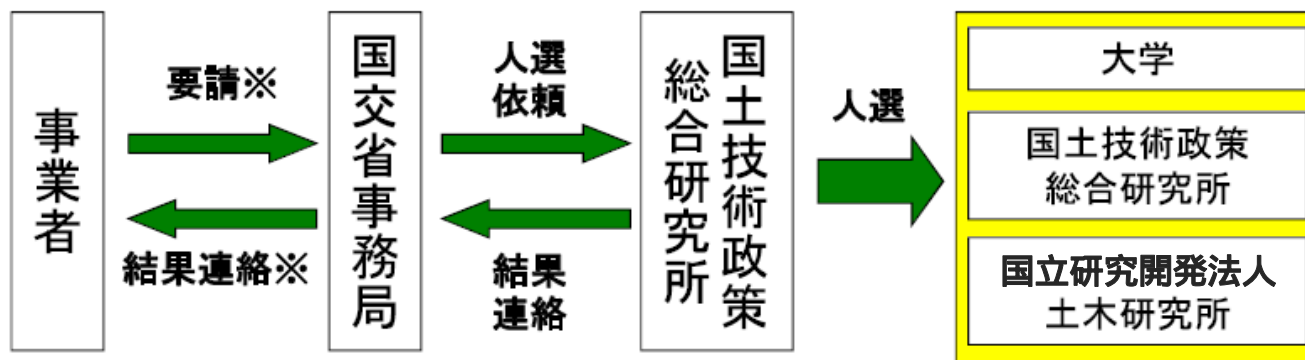 事業者
要請※
結果連絡※
国交省事務局
人選
依頼
結果
連絡
国土技術政策
総合研究所
人選
大学
国土技術政策
総合研究所
国立研究開発法人
土木研究所